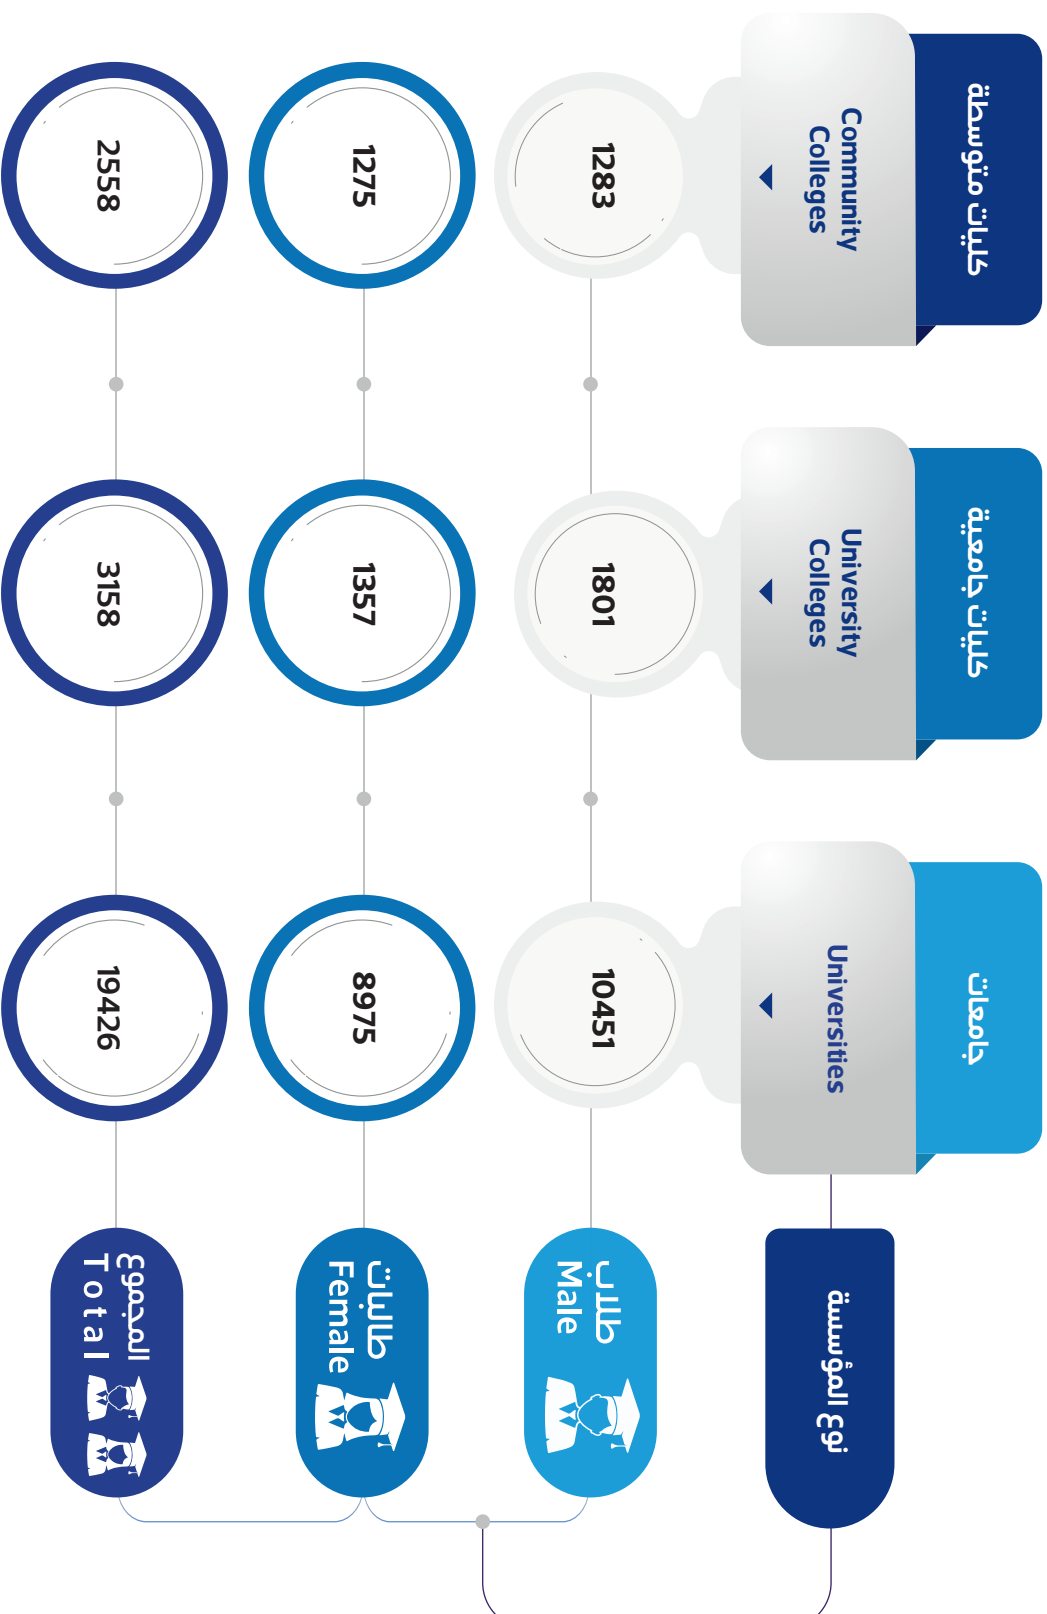 نوع المؤسسة
جامعات
Universities
كليات جامعية
University
Colleges
كليات متوسطة
Community
Colleges
طلاب
Male
10451
1801
1283
طالبات
Female
8975
1357
1275
المجموع
Total
19426
3158
2558